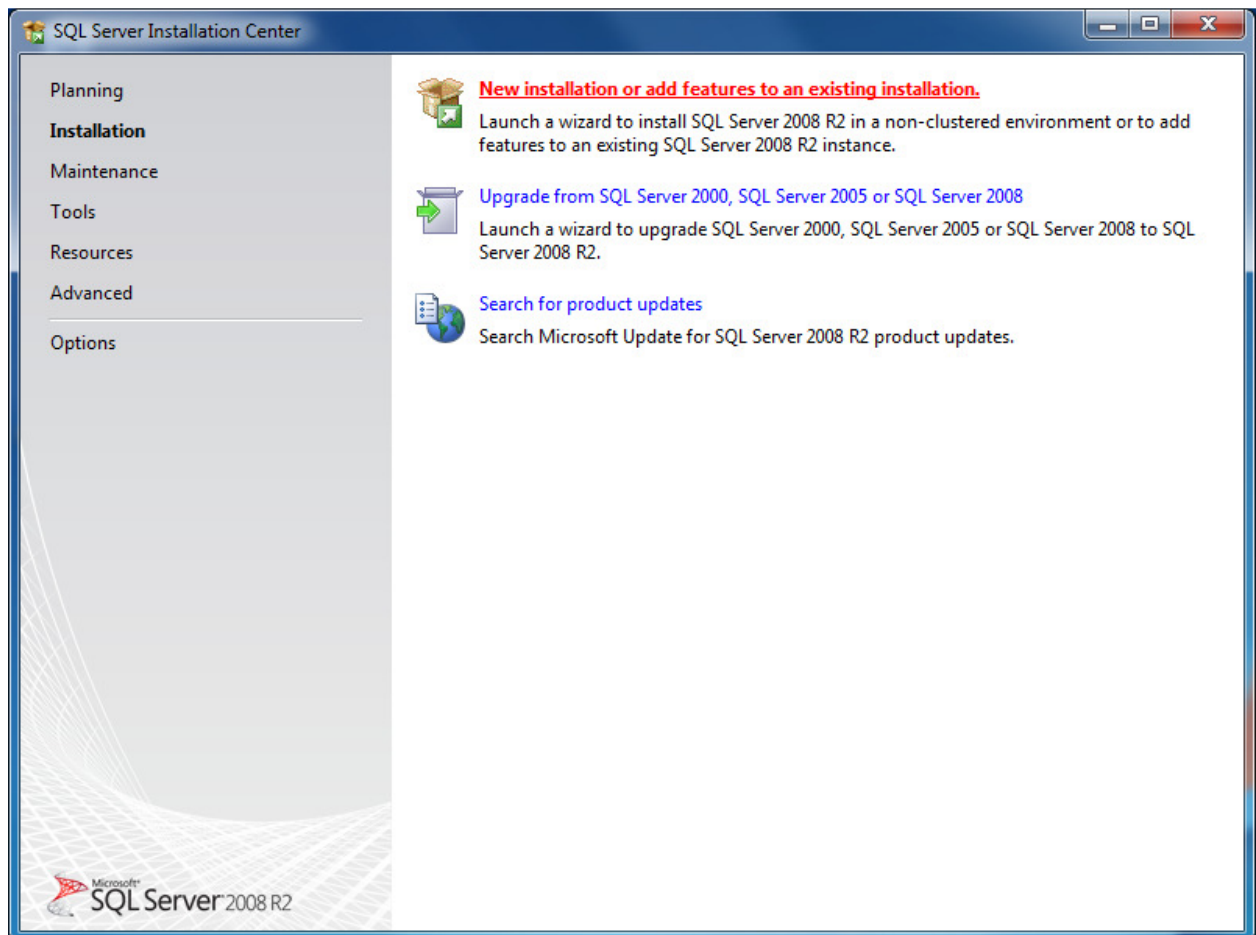 SQL Server Installation Center
Planning
Installation
Maintenance
Tools
Resources
Advanced
Options
New installation or add features to an existing installation.
Launch a wizard to install SQL Server 2008 R2 in a non-clustered environment or to add
features to an existing SQL Server 2008 R2 instance.
Upgrade from SQL Server 2000, SQL Server 2005 or SQL Server 2008
Launch a wizard to upgrade SQL Server 2000, SQL Server 2005 or SQL Server 2008 to SQL
Server 2008 R2.
Search for product updates
Search Microsoft Update for SQL Server 2008 R2 product updates.
Microsoft
SQL Server 2008 R2